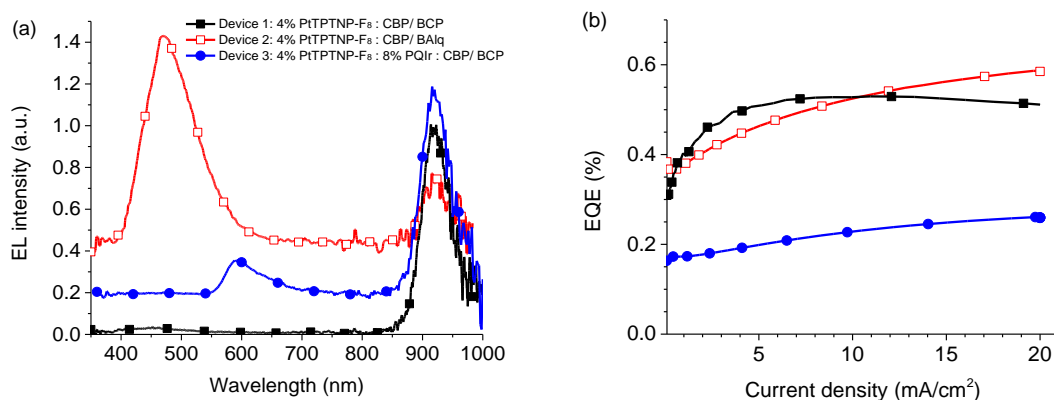 (a)
Device 1: 4% PtTPTNP-F₈ : CBP/ BCP
Device 2: 4% PtTPTNP-F₈ : CBP/ BAlq
Device 3: 4% PtTPTNP-F₈ : 8% PQIr : CBP/ BCP
1.4
1.2
1.0
0.8
0.6
0.4
0.2
0.0
EL intensity (a.u.)
400 500 600 700 800 900 1000
Wavelength (nm)
(b)
0.6
0.4
0.2
0.0
EQE (%)
5 10 15 20
Current density (mA/cm²)